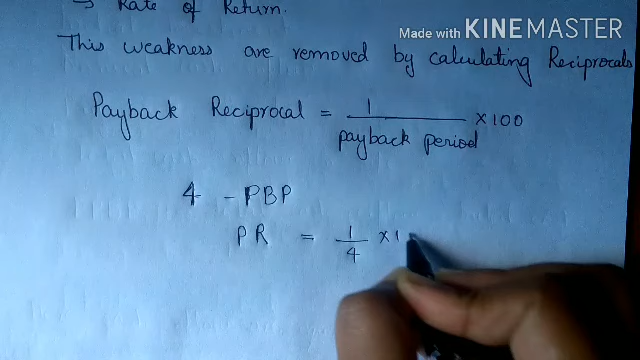 → Rate of Return.
Made with KINEMASTER
This weakness are removed by calculating Reciprocals
Payback Reciprocal = 1 / payback period × 100
4 - PBP
PR = 1 / 4 × 1